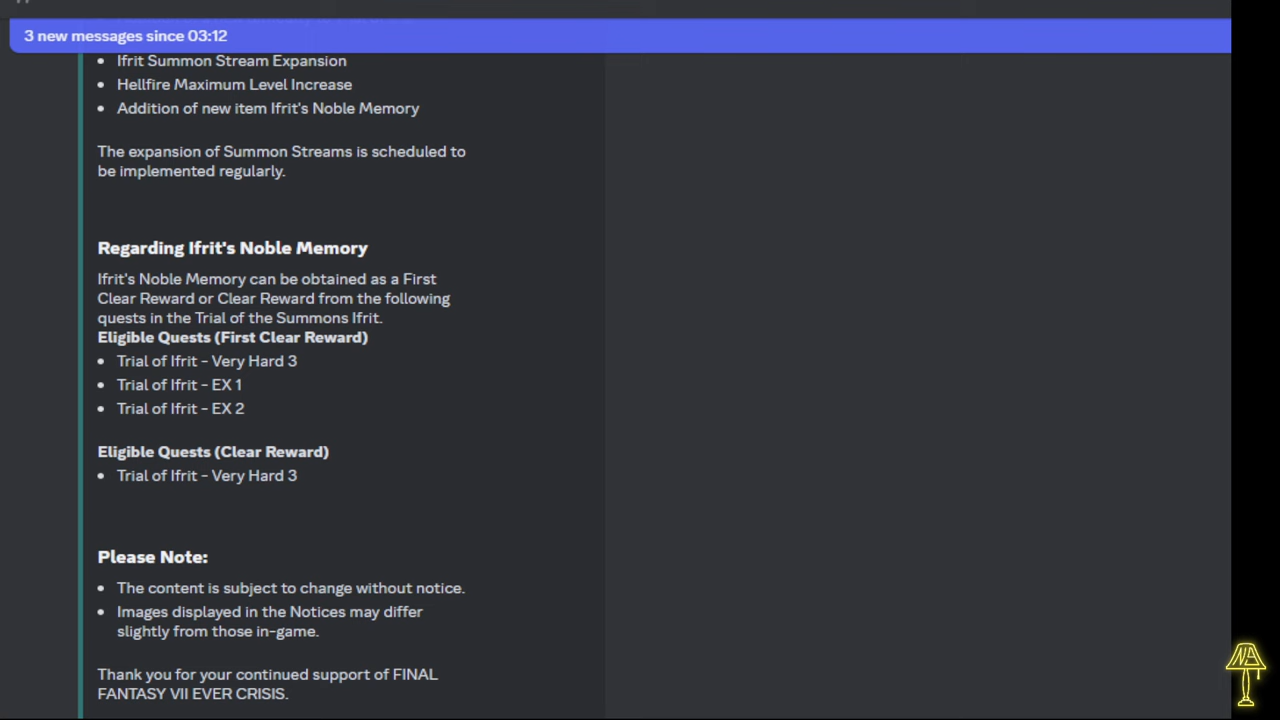 3 new messages since 03:12
• Ifrit Summon Stream Expansion
• Hellfire Maximum Level Increase
• Addition of new item Ifrit's Noble Memory
The expansion of Summon Streams is scheduled to
be implemented regularly.
Regarding Ifrit's Noble Memory
Ifrit's Noble Memory can be obtained as a First
Clear Reward or Clear Reward from the following
quests in the Trial of the Summons Ifrit.
Eligible Quests (First Clear Reward)
• Trial of Ifrit - Very Hard 3
• Trial of Ifrit - EX 1
• Trial of Ifrit - EX 2
Eligible Quests (Clear Reward)
• Trial of Ifrit - Very Hard 3
Please Note:
• The content is subject to change without notice.
• Images displayed in the Notices may differ
slightly from those in-game.
Thank you for your continued support of FINAL
FANTASY VII EVER CRISIS.